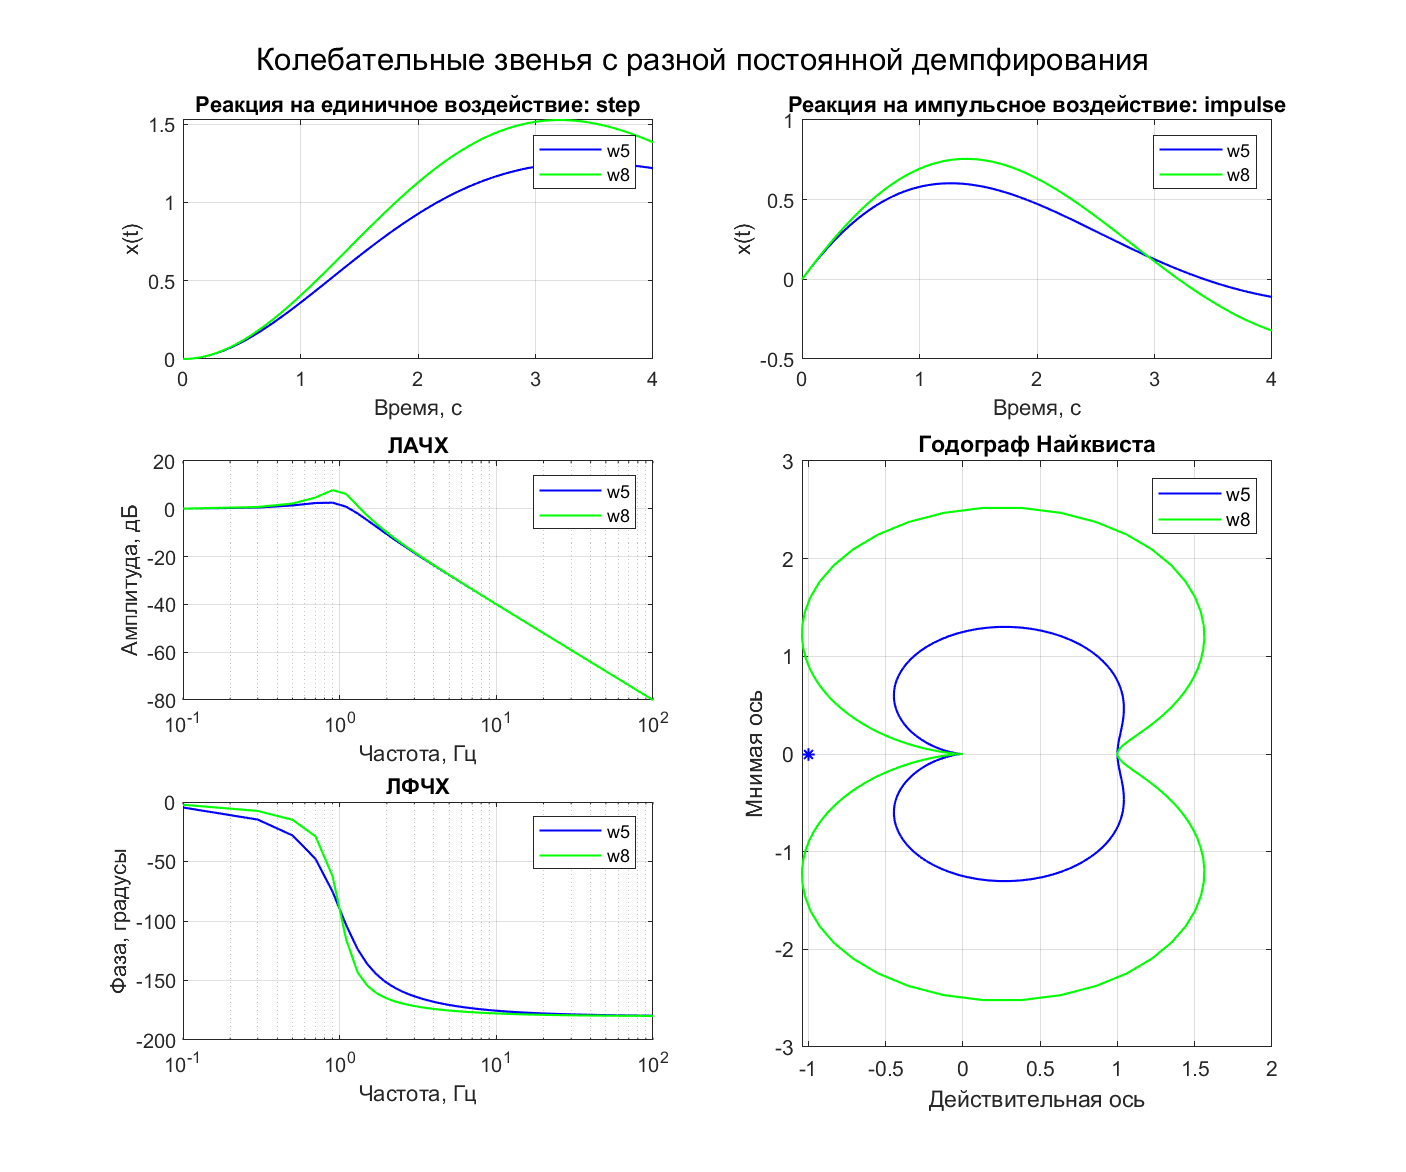 Колебательные звенья с разной постоянной демпфирования
Реакция на единичное воздействие: step
1.5
1
0.5
0
x(t)
0 1 2 3 4
Время, с
w5
w8
Реакция на импульсное воздействие: impulse
1
0.5
0
-0.5
x(t)
0 1 2 3 4
Время, с
w5
w8
ЛАЧХ
20
0
-20
-40
-60
-80
Амплитуда, дБ
10^-1 10^0 10^1 10^2
Частота, Гц
w5
w8
ЛФЧХ
0
-50
-100
-150
-200
Фаза, градусы
10^-1 10^0 10^1 10^2
Частота, Гц
w5
w8
Годограф Найквиста
3
2
1
0
-1
-2
-3
Мнимая ось
-1 -0.5 0 0.5 1 1.5 2
Действительная ось
w5
w8